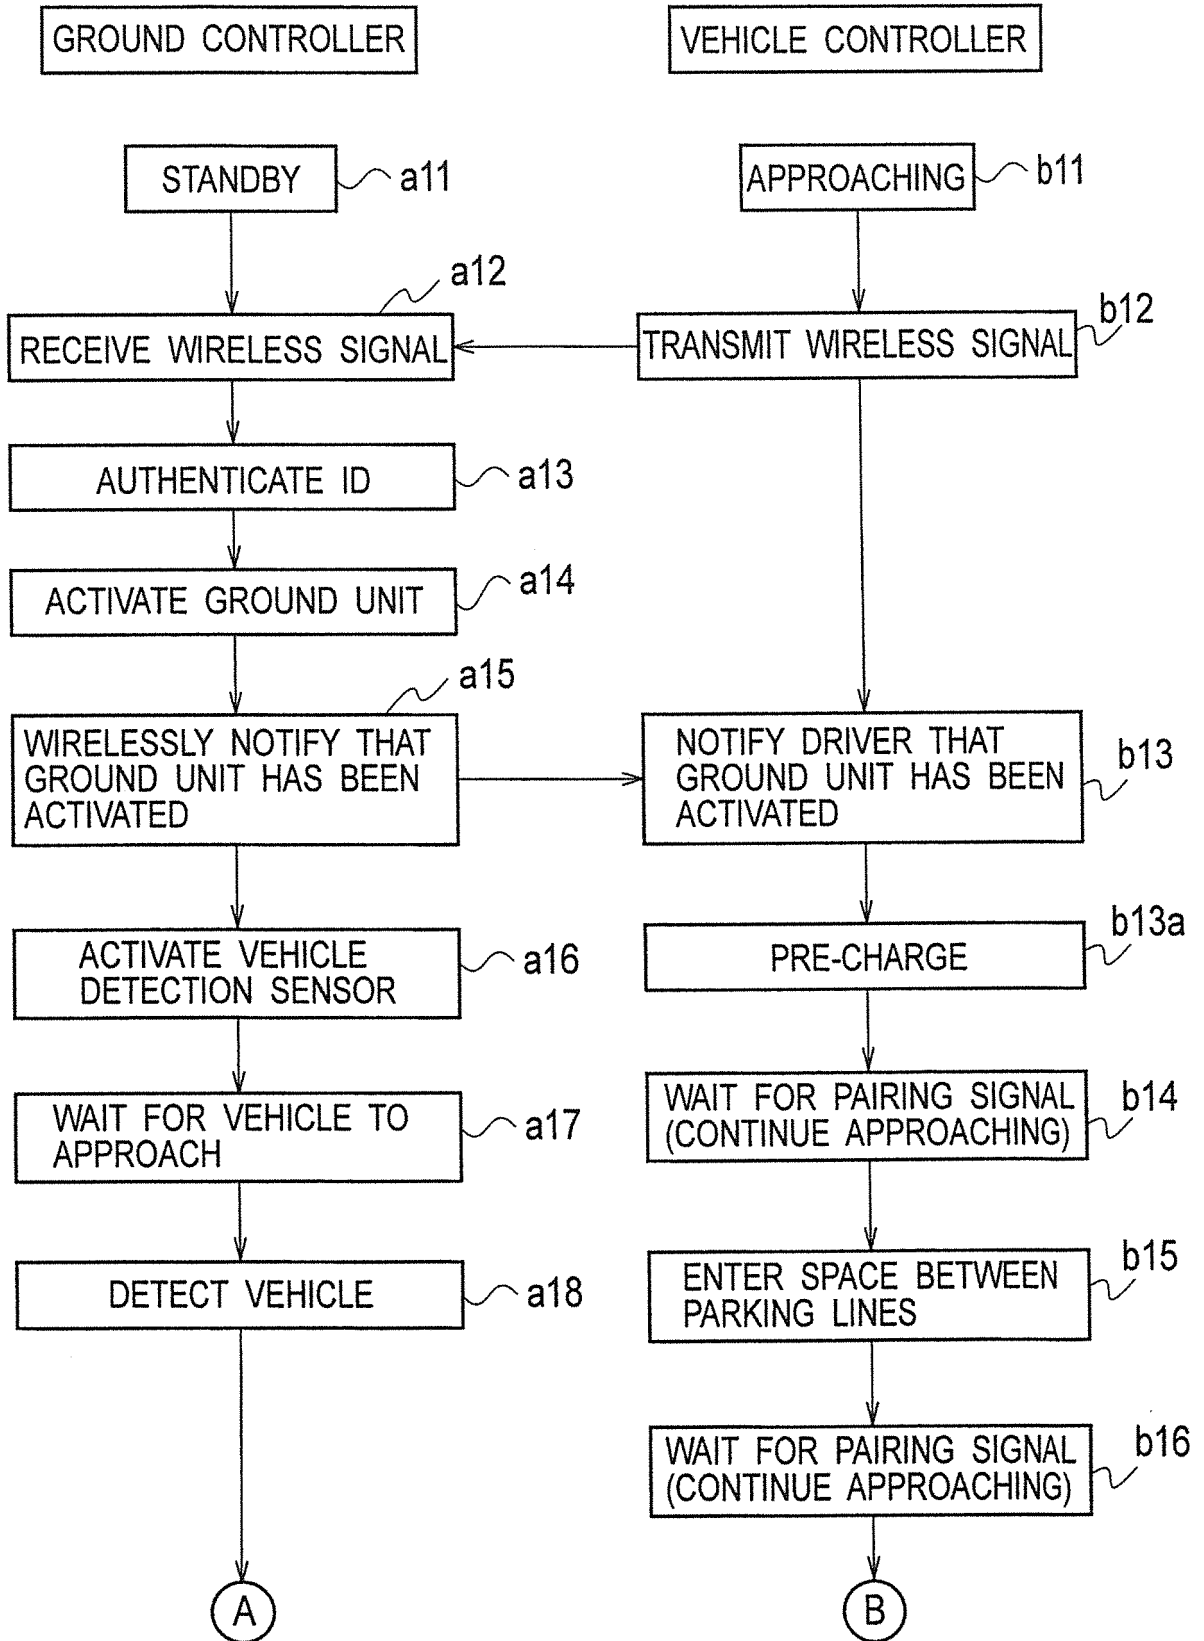 GROUND CONTROLLER
VEHICLE CONTROLLER
STANDBY
a11
APPROACHING
b11
a12
RECEIVE WIRELESS SIGNAL
TRANSMIT WIRELESS SIGNAL
b12
AUTHENTICATE ID
a13
ACTIVATE GROUND UNIT
a14
a15
WIRELESSLY NOTIFY THAT
GROUND UNIT HAS BEEN
ACTIVATED
NOTIFY DRIVER THAT
GROUND UNIT HAS BEEN
ACTIVATED
b13
ACTIVATE VEHICLE
DETECTION SENSOR
a16
PRE-CHARGE
b13a
WAIT FOR VEHICLE TO
APPROACH
a17
WAIT FOR PAIRING SIGNAL
(CONTINUE APPROACHING)
b14
DETECT VEHICLE
a18
ENTER SPACE BETWEEN
PARKING LINES
b15
WAIT FOR PAIRING SIGNAL
(CONTINUE APPROACHING)
b16
A
B